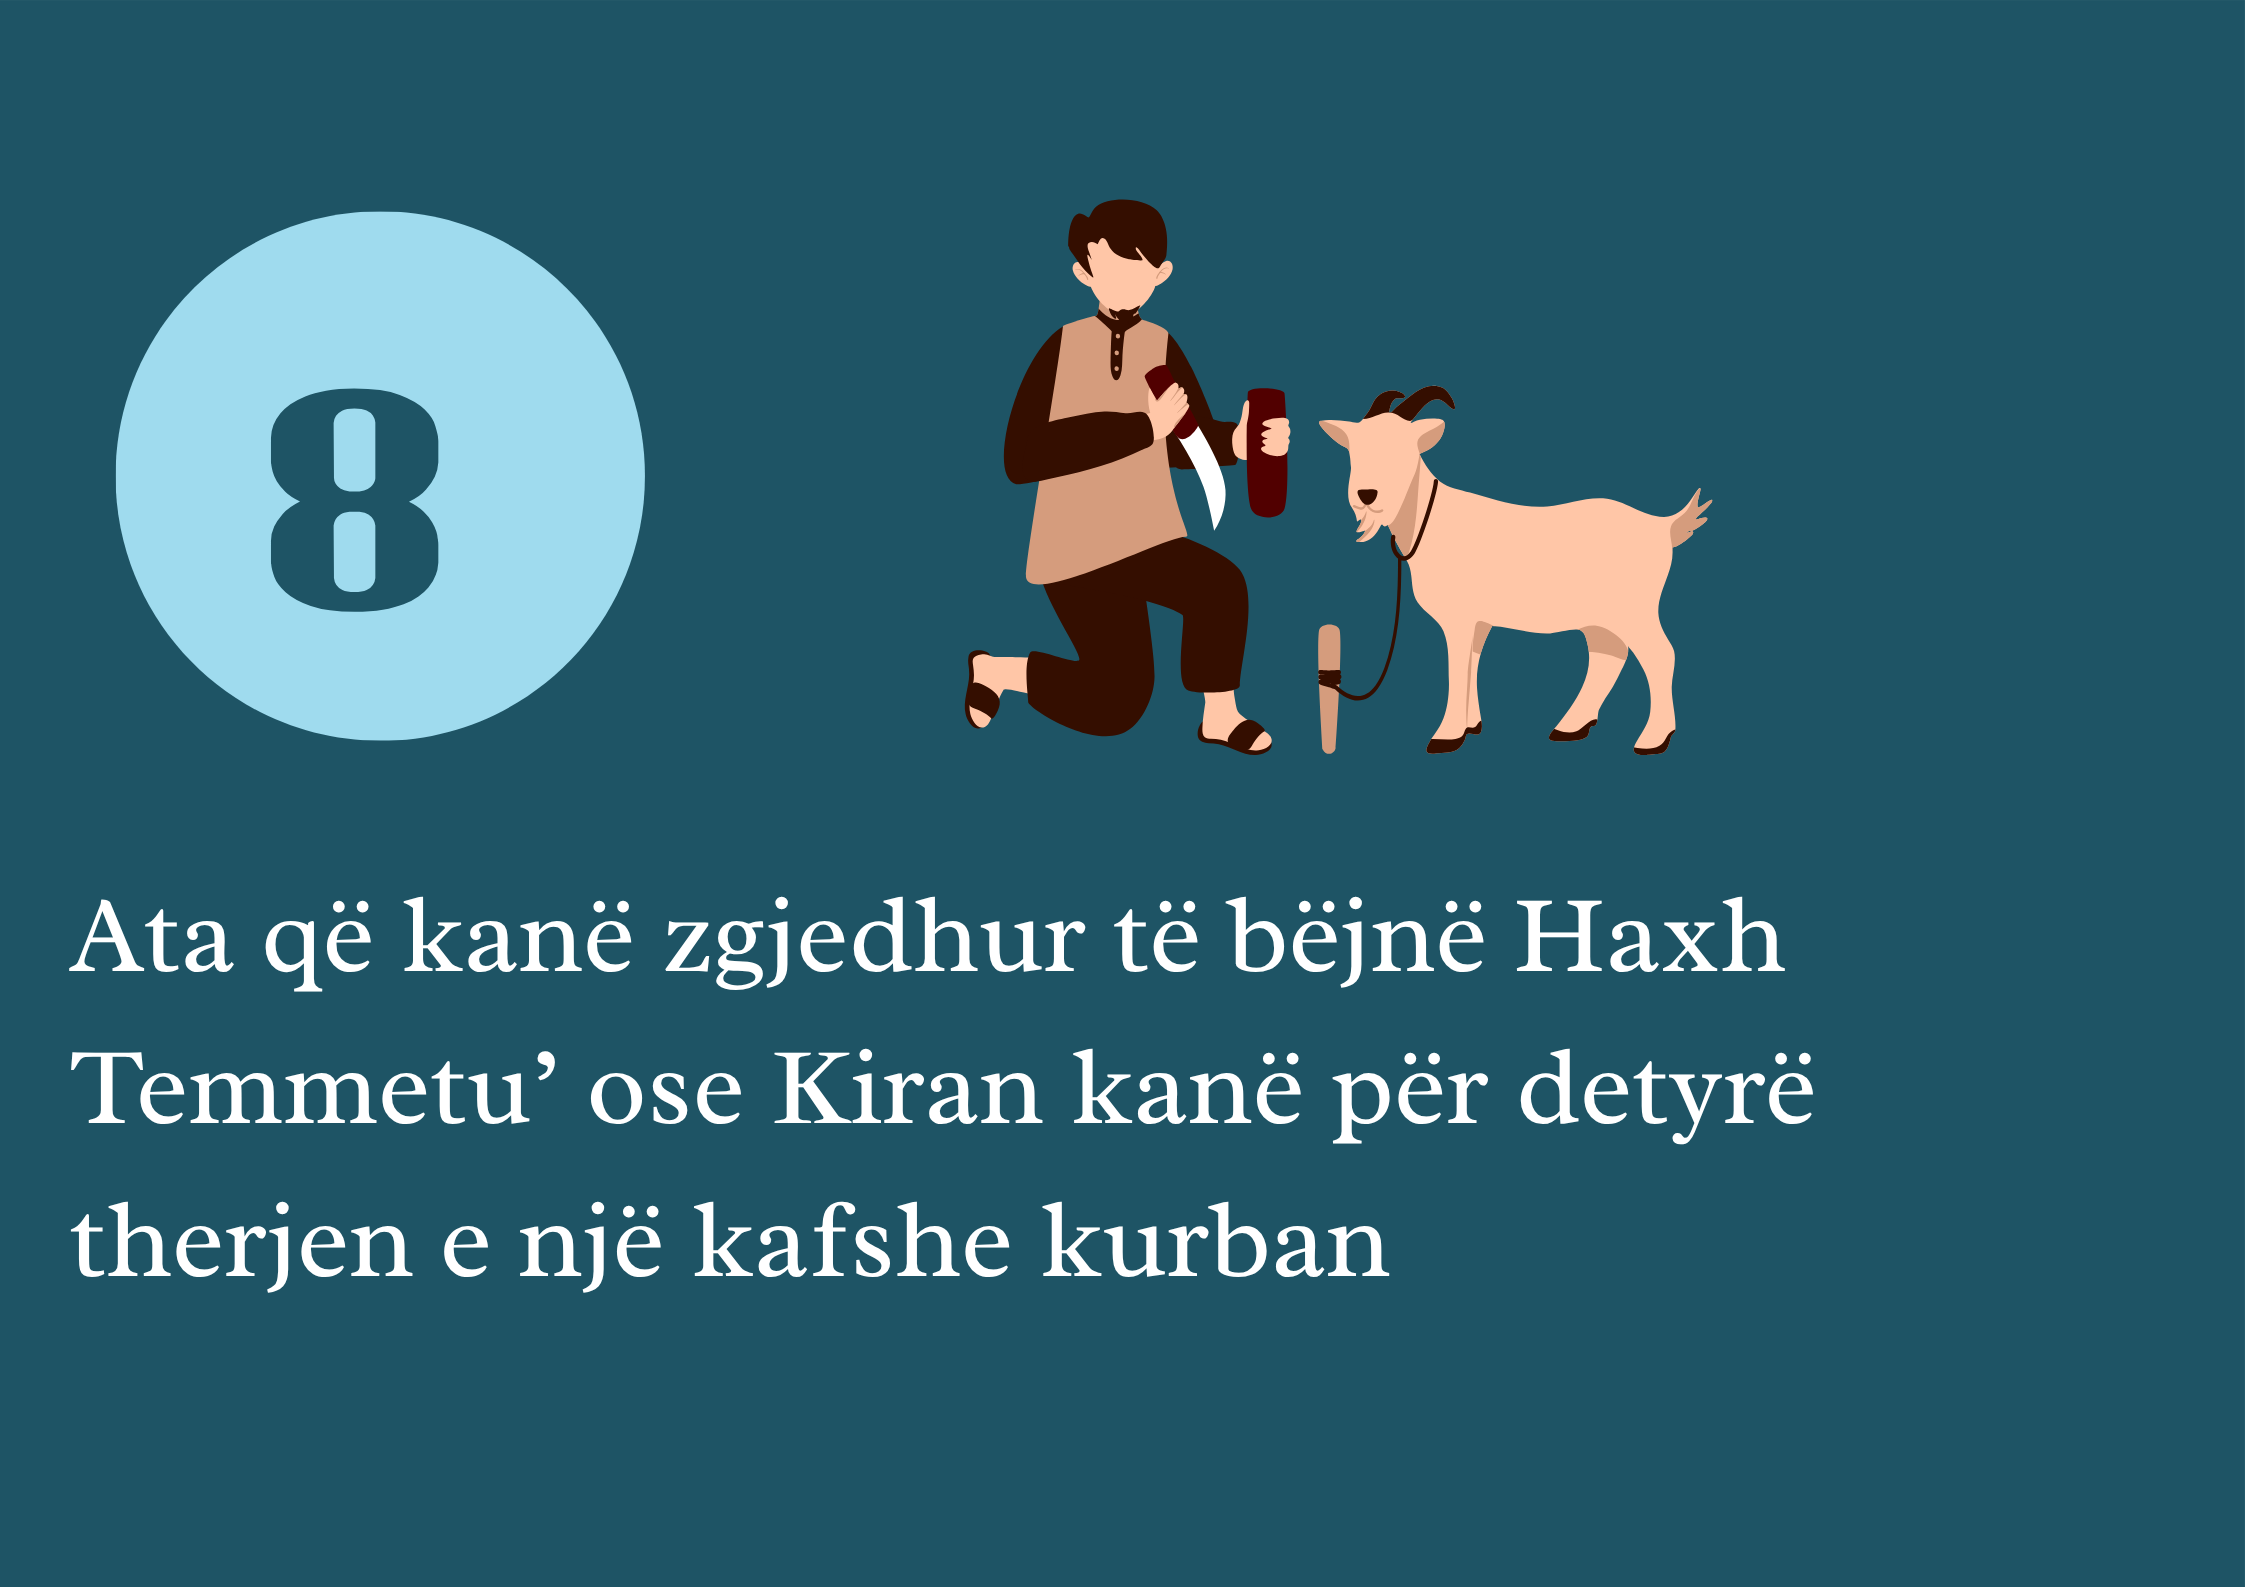 8
Ata që kanë zgjedhur të bëjnë Haxh
Temmetu’ ose Kiran kanë për detyrë
therjen e një kafshe kurban